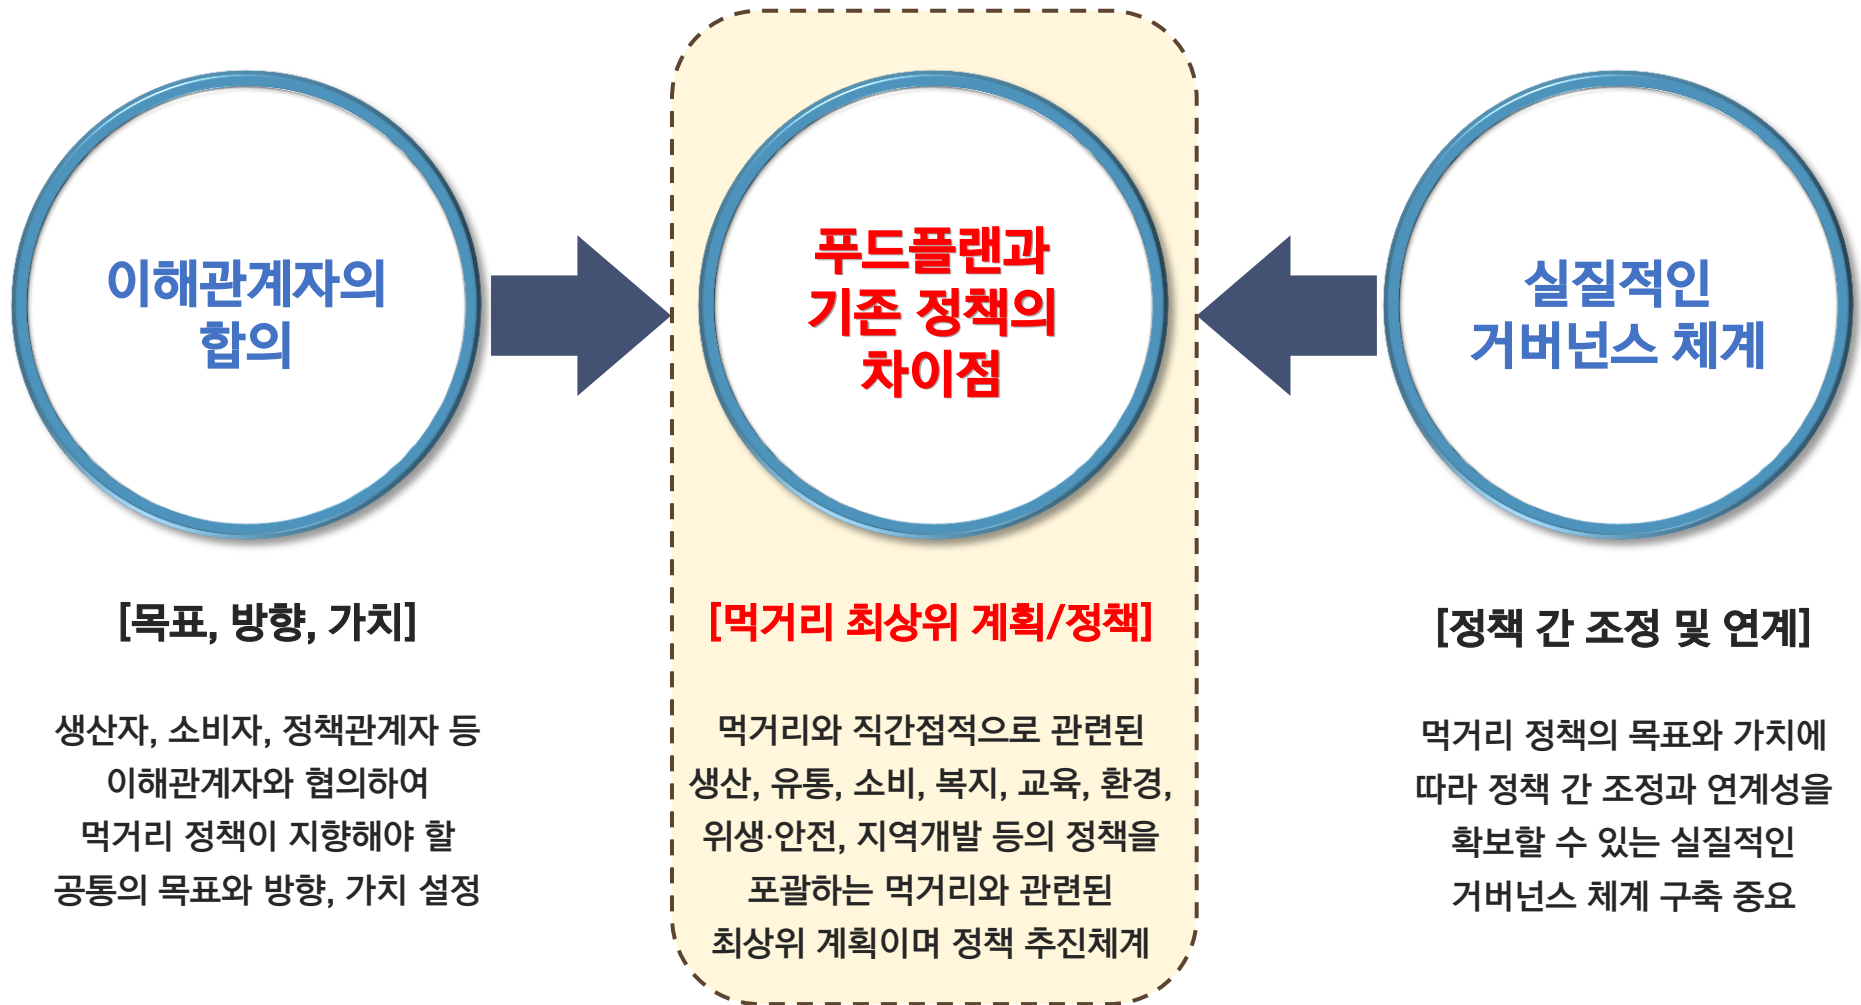 이해관계자의
합의
[목표, 방향, 가치]
생산자, 소비자, 정책관계자 등
이해관계자와 협의하여
먹거리 정책이 지향해야 할
공통의 목표와 방향, 가치 설정
푸드플랜과
기존 정책의
차이점
[먹거리 최상위 계획/정책]
먹거리와 직간접적으로 관련된
생산, 유통, 소비, 복지, 교육, 환경,
위생·안전, 지역개발 등의 정책을
포괄하는 먹거리와 관련된
최상위 계획이며 정책 추진체계
실질적인
거버넌스 체계
[정책 간 조정 및 연계]
먹거리 정책의 목표와 가치에
따라 정책 간 조정과 연계성을
확보할 수 있는 실질적인
거버넌스 체계 구축 중요